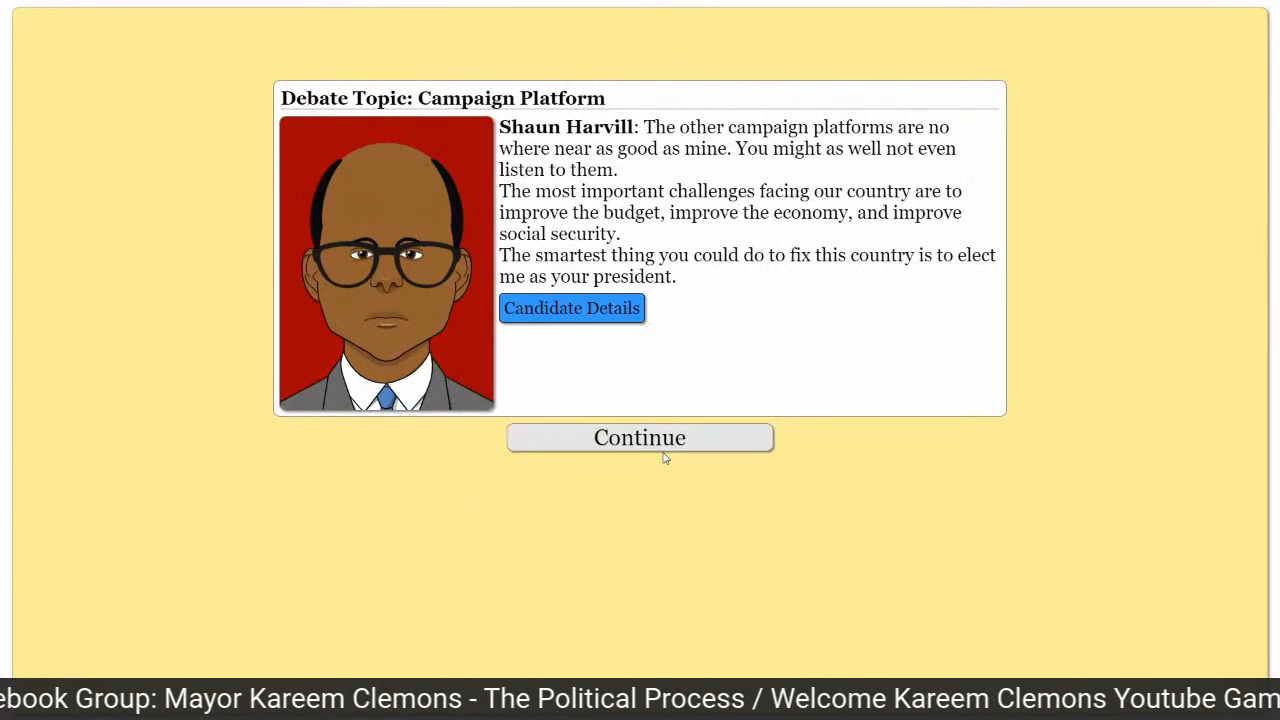 Debate Topic: Campaign Platform
Shaun Harvill: The other campaign platforms are no
where near as good as mine. You might as well not even
listen to them.
The most important challenges facing our country are to
improve the budget, improve the economy, and improve
social security.
The smartest thing you could do to fix this country is to elect
me as your president.
Candidate Details
Continue
ebook Group: Mayor Kareem Clemons - The Political Process / Welcome Kareem Clemons Youtube Gam